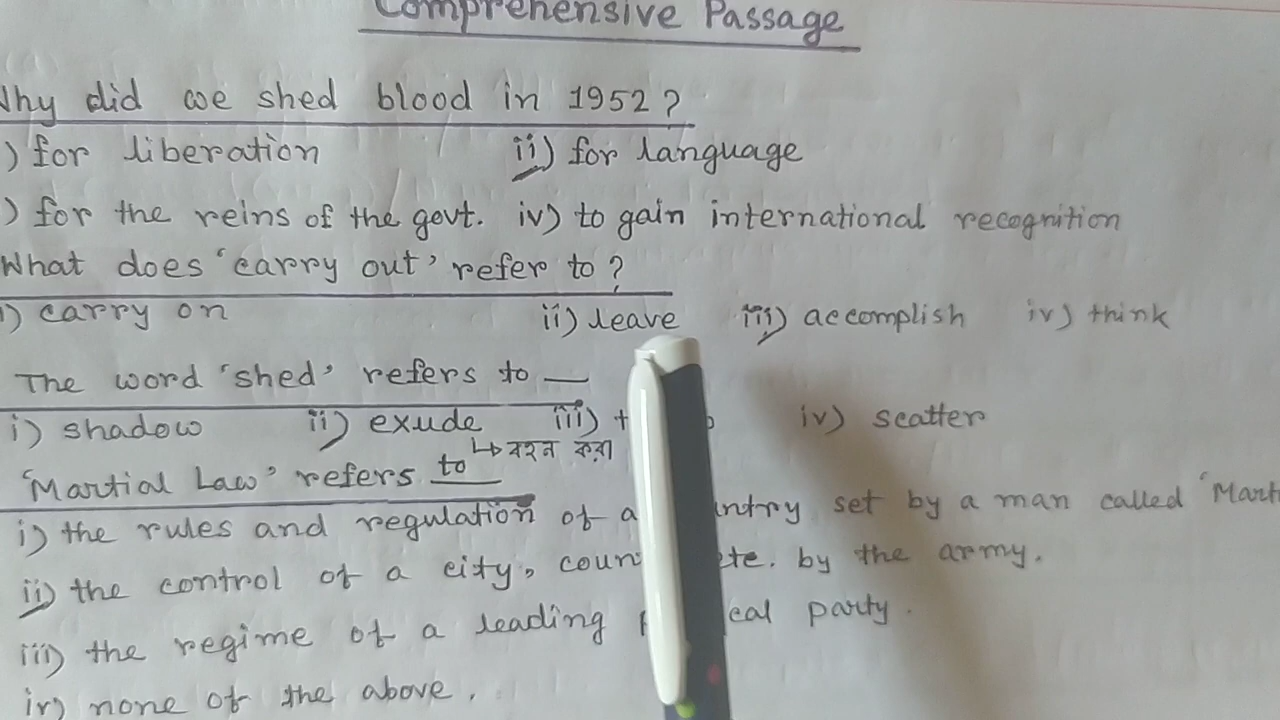 Comprehensive Passage
Why did we shed blood in 1952?
) for liberation ii) for language
) for the reins of the govt. iv) to gain international recognition
What does 'carry out' refer to?
i) carry on ii) leave iii) accomplish iv) think
The word 'shed' refers to —
i) shadow ii) exude iii) iv) scatter
↳ বহন করা
'Martial Law' refers to
i) the rules and regulation of a set by a man called
ii) the control of a city, etc. by the army.
iii) the regime of a leading party.
iv) none of the above.